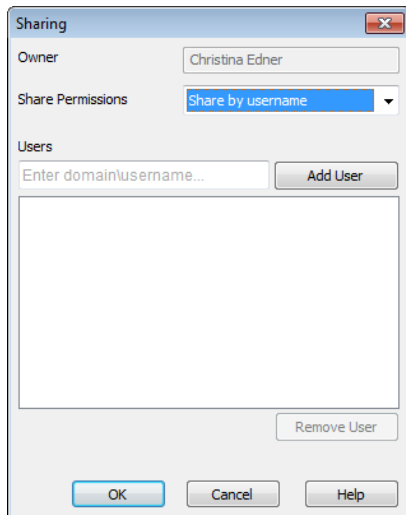 Sharing
Owner
Christina Edner
Share Permissions
Share by username
Users
Enter domain\username...
Add User
Remove User
OK
Cancel
Help